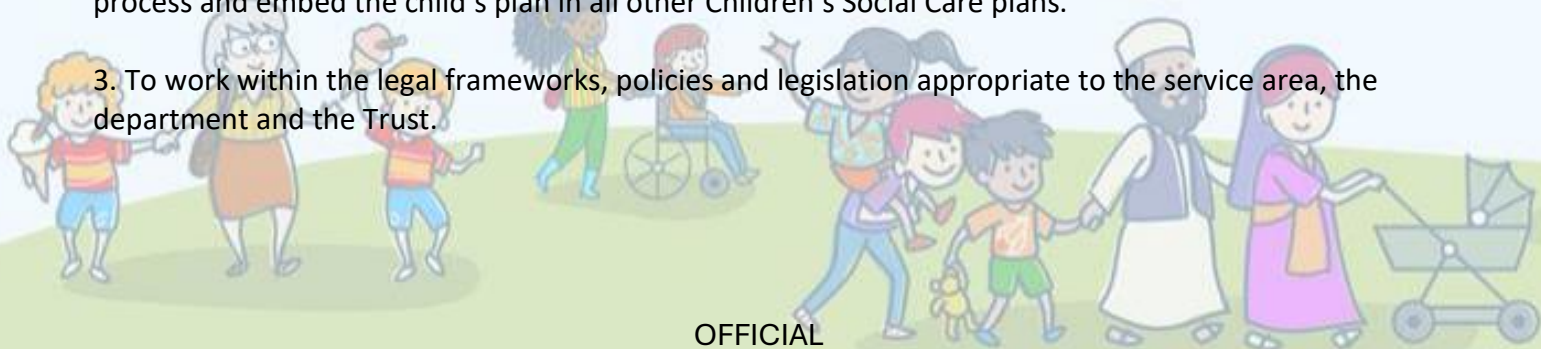 process and embed the child's plan in all other Children's Social Care plans.
3. To work within the legal frameworks, policies and legislation appropriate to the service area, the
department and the Trust.
OFFICIAL